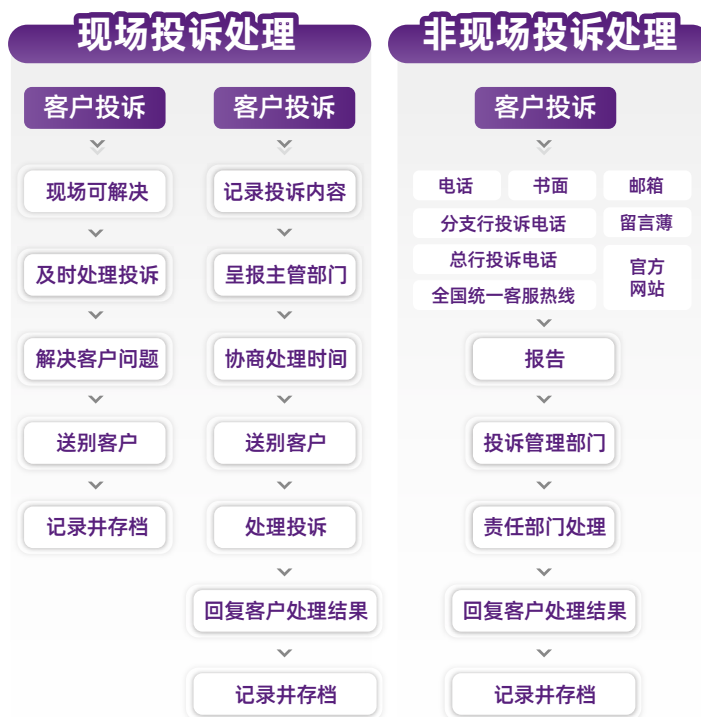 现场投诉处理
客户投诉
现场可解决
及时处理投诉
解决客户问题
送别客户
记录井存档
客户投诉
记录投诉内容
呈报主管部门
协商处理时间
送别客户
处理投诉
回复客户处理结果
记录井存档
非现场投诉处理
客户投诉
电话
书面
邮箱
分支行投诉电话
留言薄
总行投诉电话
官方
网站
全国统一客服热线
报告
投诉管理部门
责任部门处理
回复客户处理结果
记录井存档